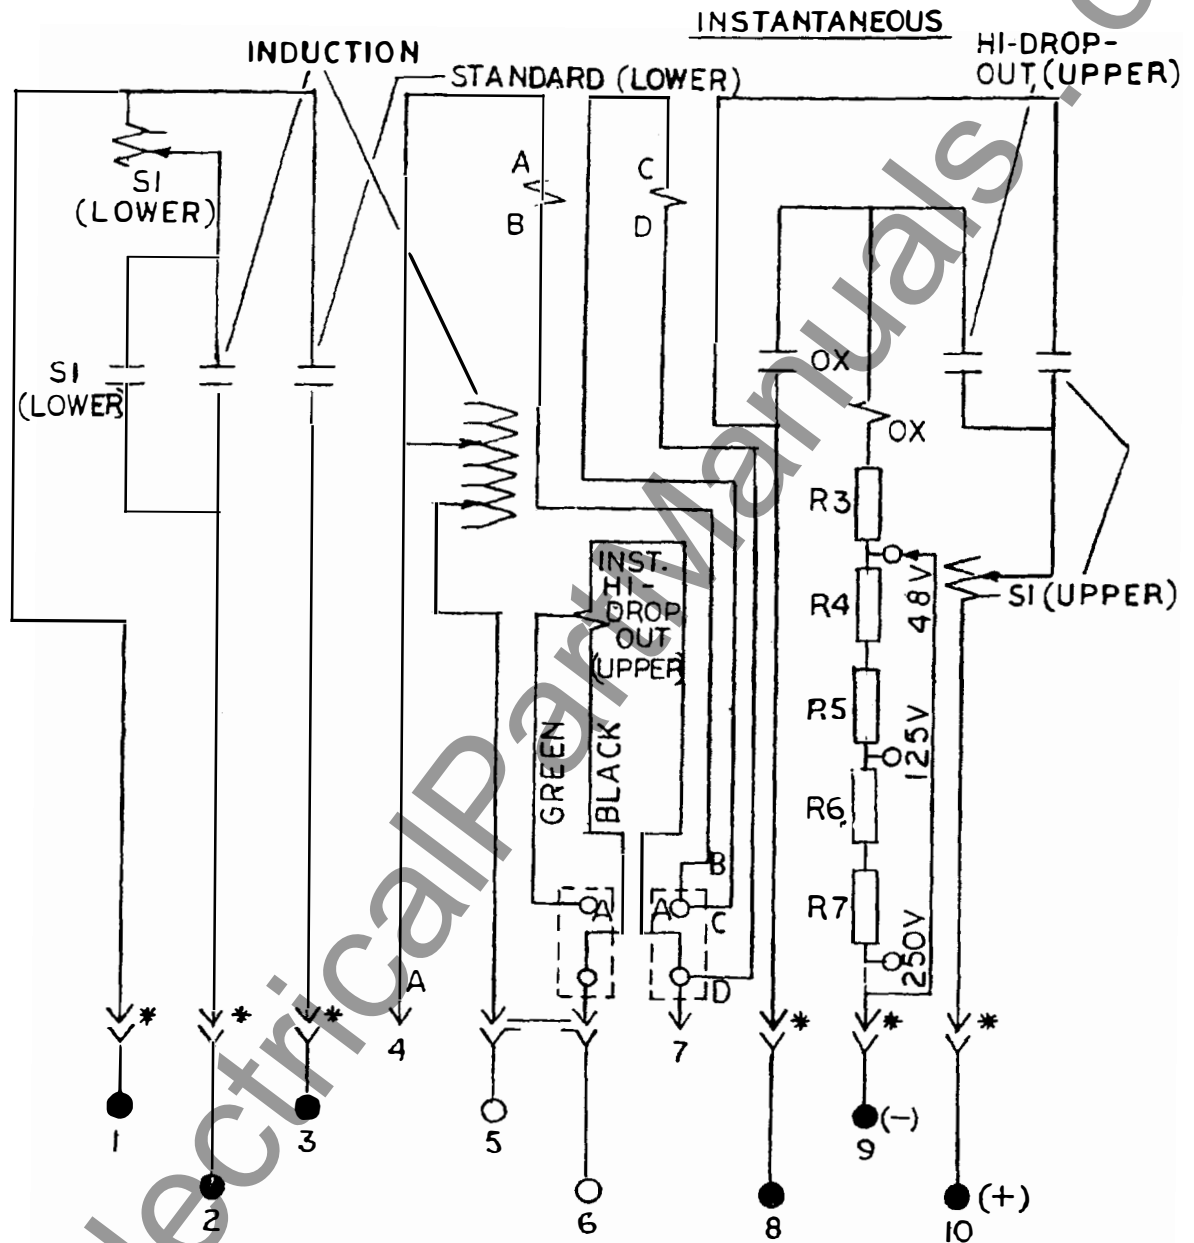 INSTANTANEOUS
INDUCTION
STANDARD (LOWER)
HI-DROP-
OUT (UPPER)
SI
(LOWER)
A
B
C
D
SI
(LOWER)
OX
OX
R3
48V
R4
SI (UPPER)
INST.
HI-
DROP
OUT
(UPPER)
R5
125V
R6
R7
250V
GREEN
BLACK
B
A
A
C
D
A
*
*
*
*
*
*
4
7
1
3
5
9
(-)
2
6
8
10
(+)
ElectricalPartManuals.c